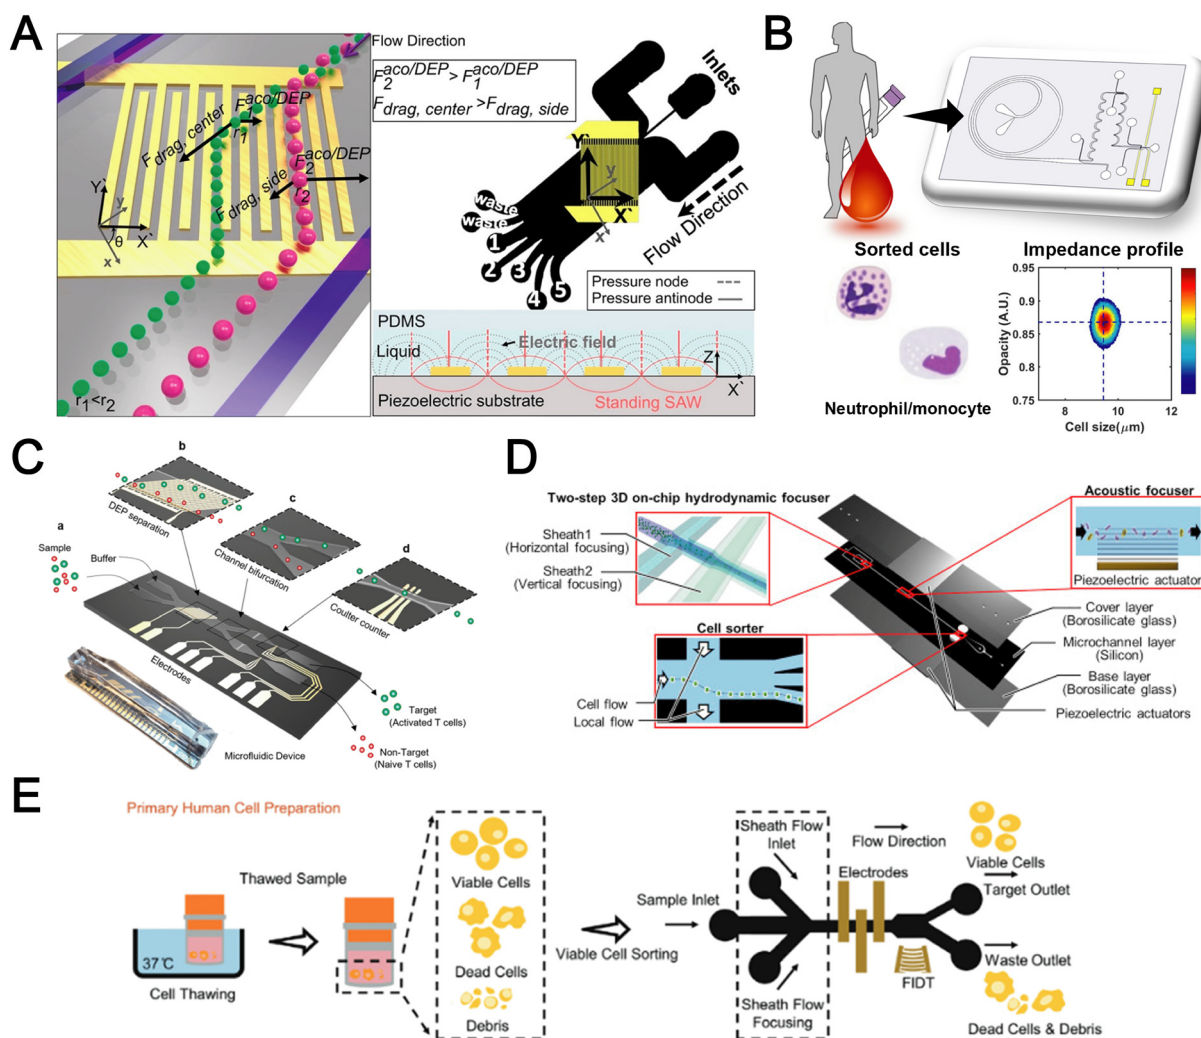 A
Flow Direction
F2^aco/DEP > F1^aco/DEP
Fdrag, center >Fdrag, side
F1^aco/DEP
r1
Fdrag, center
F2^aco/DEP
r2
Fdrag, side
Y`
y
X`
θ
x
r1<r2
Inlets
Y`
y
X`
x
Flow Direction
waste
waste
1
2
3
4
5
Pressure node
Pressure antinode
PDMS
Electric field
Liquid
Z
X`
Piezoelectric substrate
Standing SAW
B
Sorted cells
Neutrophil/monocyte
Impedance profile
Opacity (A.U.)
0.95
0.9
0.85
0.8
0.75
8
10
12
Cell size(μm)
C
b
DEP separation
c
Channel bifurcation
d
Coulter counter
a
Sample
Buffer
Electrodes
Target
(Activated T cells)
Non-Target
(Naive T cells)
Microfluidic Device
D
Two-step 3D on-chip hydrodynamic focuser
Sheath1
(Horizontal focusing)
Sheath2
(Vertical focusing)
Acoustic focuser
Piezoelectric actuator
Cover layer
(Borosilicate glass)
Microchannel layer
(Silicon)
Base layer
(Borosilicate glass)
Piezoelectric actuators
Cell sorter
Cell flow
Local flow
E
Primary Human Cell Preparation
37℃
Cell Thawing
Thawed Sample
Viable Cells
Dead Cells
Debris
Viable Cell Sorting
Sample Inlet
Sheath Flow
Inlet
Sheath Flow
Focusing
Flow Direction
Electrodes
FIDT
Viable Cells
Target Outlet
Waste Outlet
Dead Cells & Debris